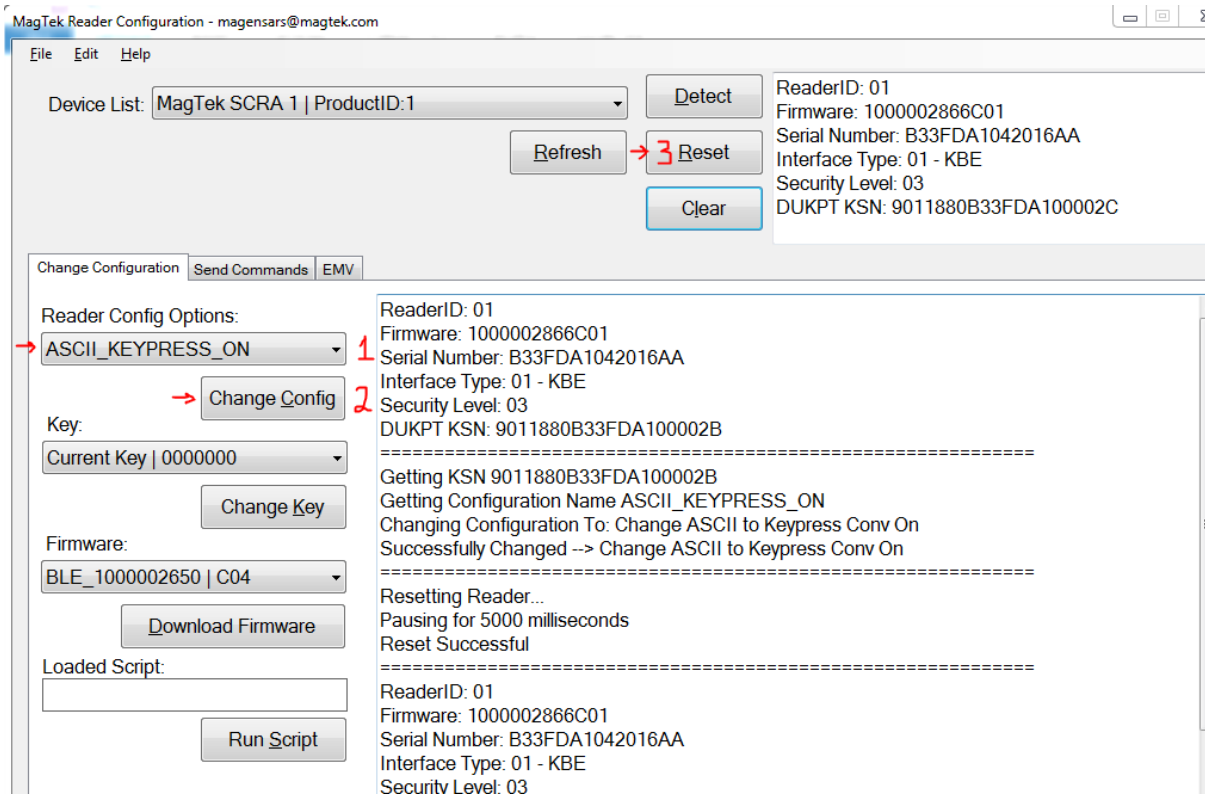 MagTek Reader Configuration - magensars@magtek.com
File Edit Help
Device List: MagTek SCRA 1 | ProductID:1
Detect
Refresh
3 Reset
Clear
ReaderID: 01
Firmware: 1000002866C01
Serial Number: B33FDA1042016AA
Interface Type: 01 - KBE
Security Level: 03
DUKPT KSN: 9011880B33FDA100002C
Change Configuration Send Commands EMV
Reader Config Options:
ASCII_KEYPRESS_ON 1
Change Config 2
Key:
Current Key | 0000000
Change Key
Firmware:
BLE_1000002650 | C04
Download Firmware
Loaded Script:
Run Script
ReaderID: 01
Firmware: 1000002866C01
Serial Number: B33FDA1042016AA
Interface Type: 01 - KBE
Security Level: 03
DUKPT KSN: 9011880B33FDA100002B
=============================================================
Getting KSN 9011880B33FDA100002B
Getting Configuration Name ASCII_KEYPRESS_ON
Changing Configuration To: Change ASCII to Keypress Conv On
Successfully Changed --> Change ASCII to Keypress Conv On
=============================================================
Resetting Reader...
Pausing for 5000 milliseconds
Reset Successful
=============================================================
ReaderID: 01
Firmware: 1000002866C01
Serial Number: B33FDA1042016AA
Interface Type: 01 - KBE
Security Level: 03